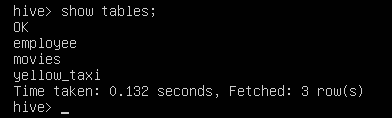 hive> show tables;
OK
employee
movies
yellow_taxi
Time taken: 0.132 seconds, Fetched: 3 row(s)
hive> _